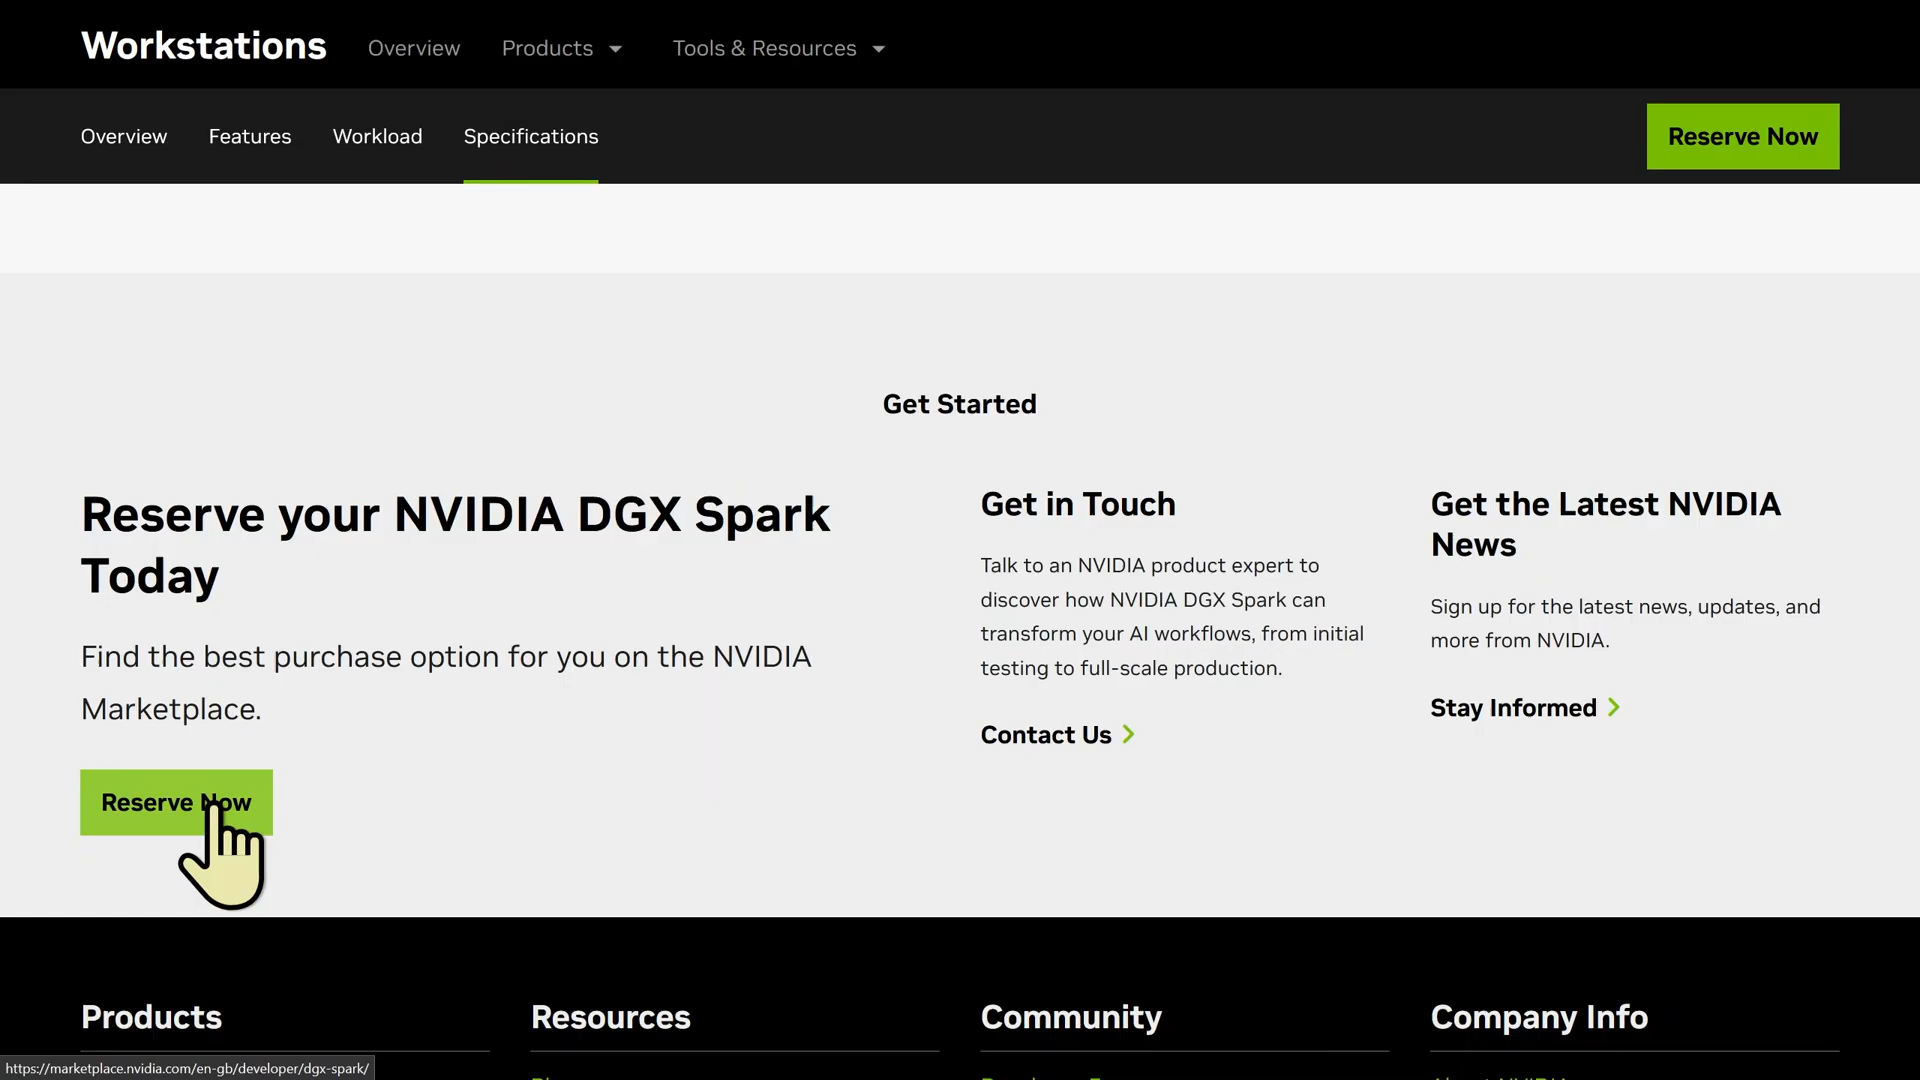 Workstations
Overview
Products
Tools & Resources
Overview
Features
Workload
Specifications
Reserve Now
Get Started
Reserve your NVIDIA DGX Spark
Today
Find the best purchase option for you on the NVIDIA
Marketplace.
Reserve Now
Get in Touch
Talk to an NVIDIA product expert to
discover how NVIDIA DGX Spark can
transform your AI workflows, from initial
testing to full-scale production.
Contact Us
Get the Latest NVIDIA
News
Sign up for the latest news, updates, and
more from NVIDIA.
Stay Informed
Products
Resources
Community
Company Info
https://marketplace.nvidia.com/en-gb/developer/dgx-spark/